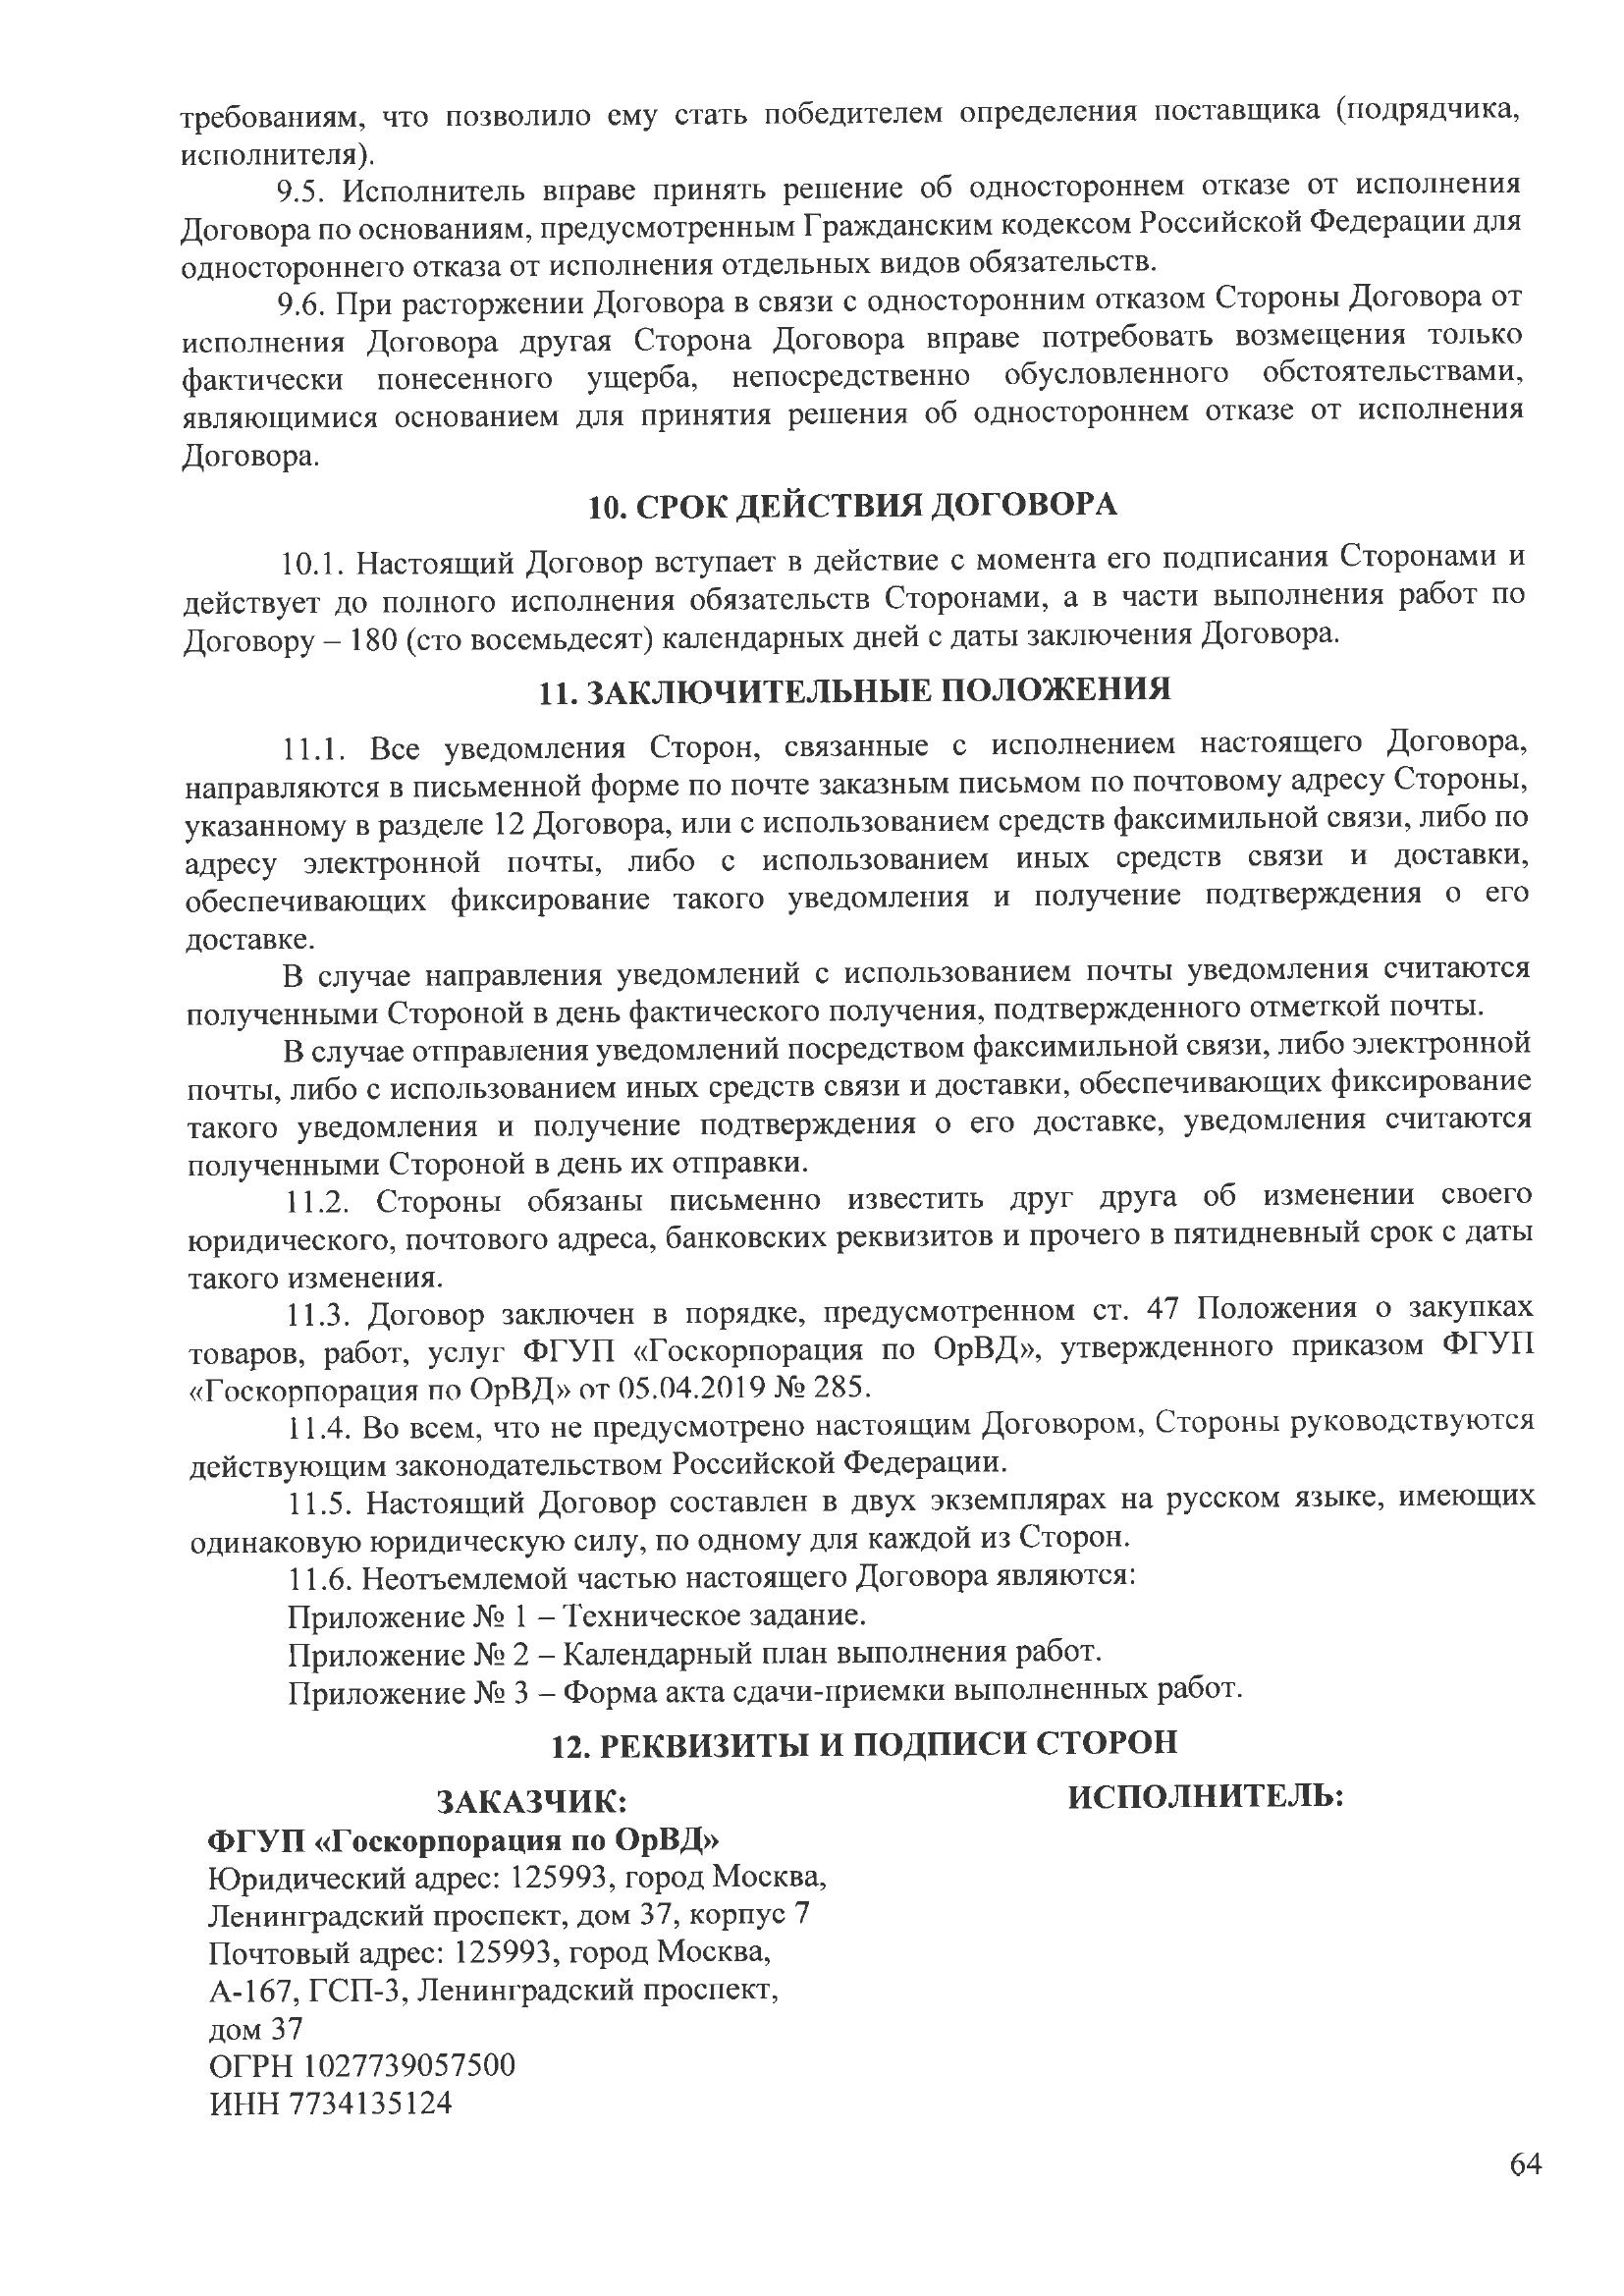 требованиям, что позволило ему стать победителем определения поставщика (подрядчика,
исполнителя).
9.5. Исполнитель вправе принять решение об одностороннем отказе от исполнения
Договора по основаниям, предусмотренным Гражданским кодексом Российской Федерации для
одностороннего отказа от исполнения отдельных видов обязательств.
9.6. При расторжении Договора в связи с односторонним отказом Стороны Договора от
исполнения Договора другая Сторона Договора вправе потребовать возмещения только
фактически понесенного ущерба, непосредственно обусловленного обстоятельствами,
являющимися основанием для принятия решения об одностороннем отказе от исполнения
Договора.
10. СРОК ДЕЙСТВИЯ ДОГОВОРА
10.1. Настоящий Договор вступает в действие с момента его подписания Сторонами и
действует до полного исполнения обязательств Сторонами, а в части выполнения работ по
Договору – 180 (сто восемьдесят) календарных дней с даты заключения Договора.
11. ЗАКЛЮЧИТЕЛЬНЫЕ ПОЛОЖЕНИЯ
11.1. Все уведомления Сторон, связанные с исполнением настоящего Договора,
направляются в письменной форме по почте заказным письмом по почтовому адресу Стороны,
указанному в разделе 12 Договора, или с использованием средств факсимильной связи, либо по
адресу электронной почты, либо с использованием иных средств связи и доставки,
обеспечивающих фиксирование такого уведомления и получение подтверждения о его
доставке.
В случае направления уведомлений с использованием почты уведомления считаются
полученными Стороной в день фактического получения, подтвержденного отметкой почты.
В случае отправления уведомлений посредством факсимильной связи, либо электронной
почты, либо с использованием иных средств связи и доставки, обеспечивающих фиксирование
такого уведомления и получение подтверждения о его доставке, уведомления считаются
полученными Стороной в день их отправки.
11.2. Стороны обязаны письменно известить друг друга об изменении своего
юридического, почтового адреса, банковских реквизитов и прочего в пятидневный срок с даты
такого изменения.
11.3. Договор заключен в порядке, предусмотренном ст. 47 Положения о закупках
товаров, работ, услуг ФГУП «Госкорпорация по ОрВД», утвержденного приказом ФГУП
«Госкорпорация по ОрВД» от 05.04.2019 № 285.
11.4. Во всем, что не предусмотрено настоящим Договором, Стороны руководствуются
действующим законодательством Российской Федерации.
11.5. Настоящий Договор составлен в двух экземплярах на русском языке, имеющих
одинаковую юридическую силу, по одному для каждой из Сторон.
11.6. Неотъемлемой частью настоящего Договора являются:
Приложение № 1 – Техническое задание.
Приложение № 2 – Календарный план выполнения работ.
Приложение № 3 – Форма акта сдачи-приемки выполненных работ.
12. РЕКВИЗИТЫ И ПОДПИСИ СТОРОН
ЗАКАЗЧИК:
ФГУП «Госкорпорация по ОрВД»
Юридический адрес: 125993, город Москва,
Ленинградский проспект, дом 37, корпус 7
Почтовый адрес: 125993, город Москва,
А-167, ГСП-3, Ленинградский проспект,
дом 37
ОГРН 1027739057500
ИНН 7734135124
ИСПОЛНИТЕЛЬ:
64